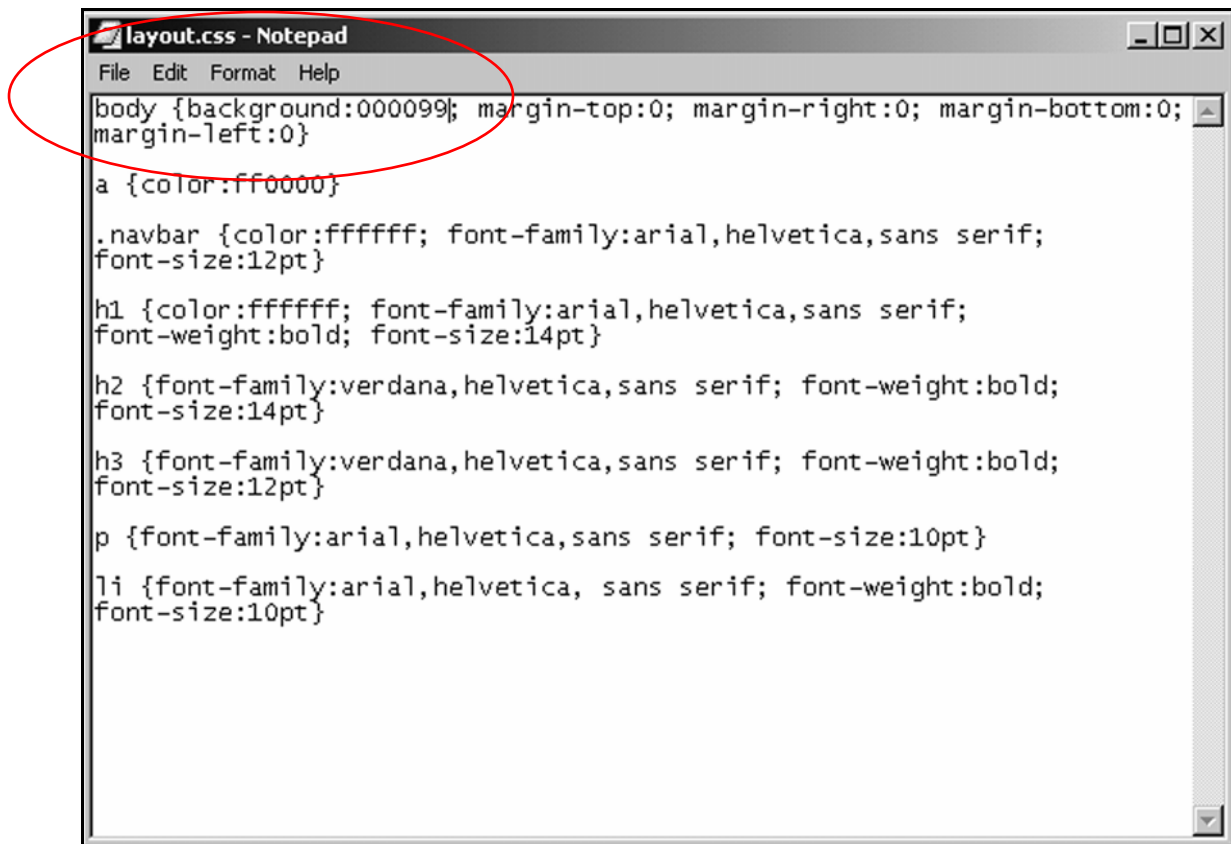 layout.css - Notepad
File Edit Format Help
body {background:000099; margin-top:0; margin-right:0; margin-bottom:0;
margin-left:0}
a {color:ff0000}
.navbar {color:ffffff; font-family:arial,helvetica,sans serif;
font-size:12pt}
h1 {color:ffffff; font-family:arial,helvetica,sans serif;
font-weight:bold; font-size:14pt}
h2 {font-family:verdana,helvetica,sans serif; font-weight:bold;
font-size:14pt}
h3 {font-family:verdana,helvetica,sans serif; font-weight:bold;
font-size:12pt}
p {font-family:arial,helvetica,sans serif; font-size:10pt}
li {font-family:arial,helvetica, sans serif; font-weight:bold;
font-size:10pt}